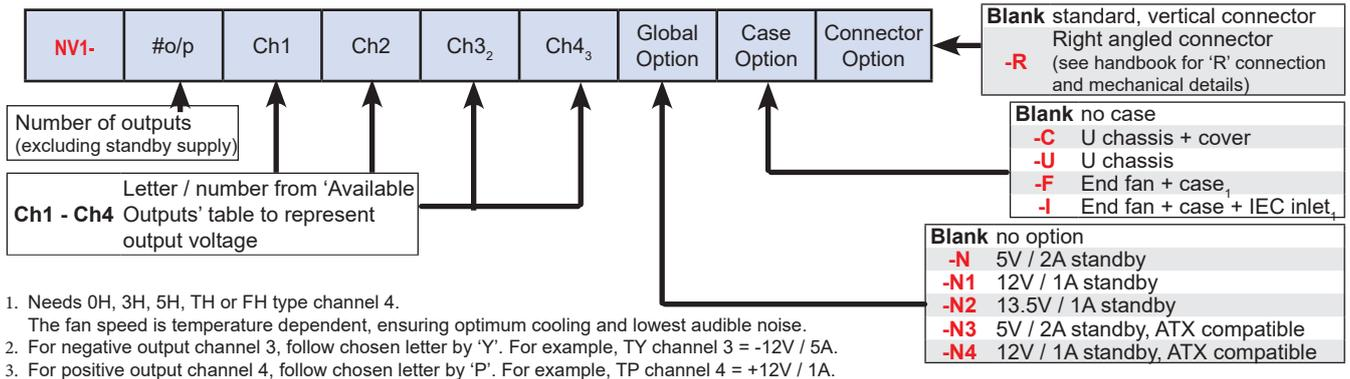 NV1-
#o/p
Ch1
Ch2
Ch3₂
Ch4₃
Global
Option
Case
Option
Connector
Option
Blank standard, vertical connector
-R Right angled connector
(see handbook for ‘R’ connection
and mechanical details)
Number of outputs
(excluding standby supply)
Blank no case
-C U chassis + cover
-U U chassis
-F End fan + case₁
-I End fan + case + IEC inlet₁
Ch1 - Ch4 Letter / number from ‘Available
Outputs’ table to represent
output voltage
Blank no option
-N 5V / 2A standby
-N1 12V / 1A standby
-N2 13.5V / 1A standby
-N3 5V / 2A standby, ATX compatible
-N4 12V / 1A standby, ATX compatible
1. Needs 0H, 3H, 5H, TH or FH type channel 4.
The fan speed is temperature dependent, ensuring optimum cooling and lowest audible noise.
2. For negative output channel 3, follow chosen letter by ‘Y’. For example, TY channel 3 = -12V / 5A.
3. For positive output channel 4, follow chosen letter by ‘P’. For example, TP channel 4 = +12V / 1A.